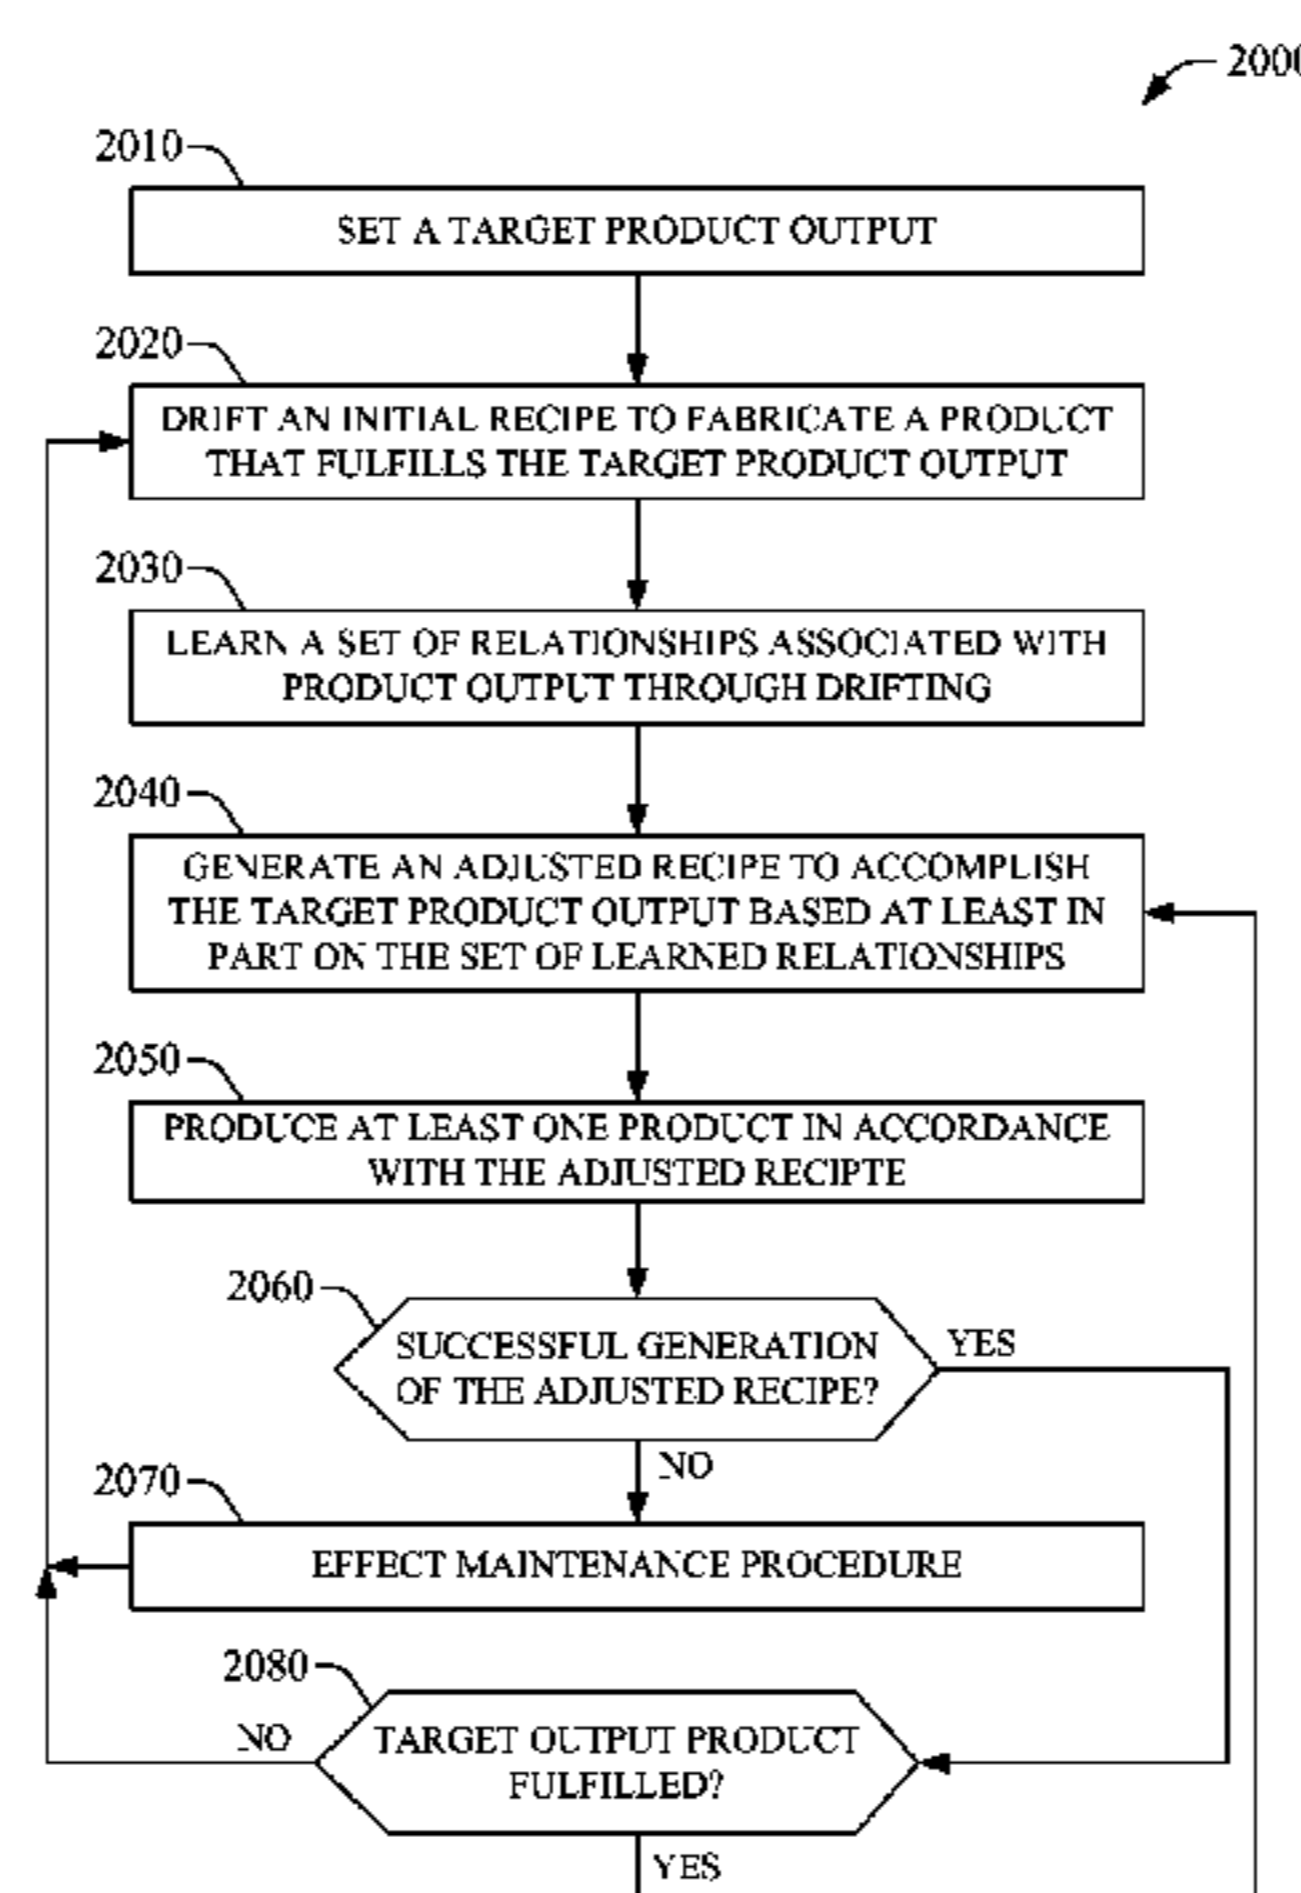 2000
2010
SET A TARGET PRODUCT OUTPUT
2020
DRIFT AN INITIAL RECIPE TO FABRICATE A PRODUCT
THAT FULFILLS THE TARGET PRODUCT OUTPUT
2030
LEARN A SET OF RELATIONSHIPS ASSOCIATED WITH
PRODUCT OUTPUT THROUGH DRIFTING
2040
GENERATE AN ADJUSTED RECIPE TO ACCOMPLISH
THE TARGET PRODUCT OUTPUT BASED AT LEAST IN
PART ON THE SET OF LEARNED RELATIONSHIPS
2050
PRODUCE AT LEAST ONE PRODUCT IN ACCORDANCE
WITH THE ADJUSTED RECIPTE
2060
SUCCESSFUL GENERATION
OF THE ADJUSTED RECIPE?
YES
NO
2070
EFFECT MAINTENANCE PROCEDURE
2080
NO
TARGET OUTPUT PRODUCT
FULFILLED?
YES